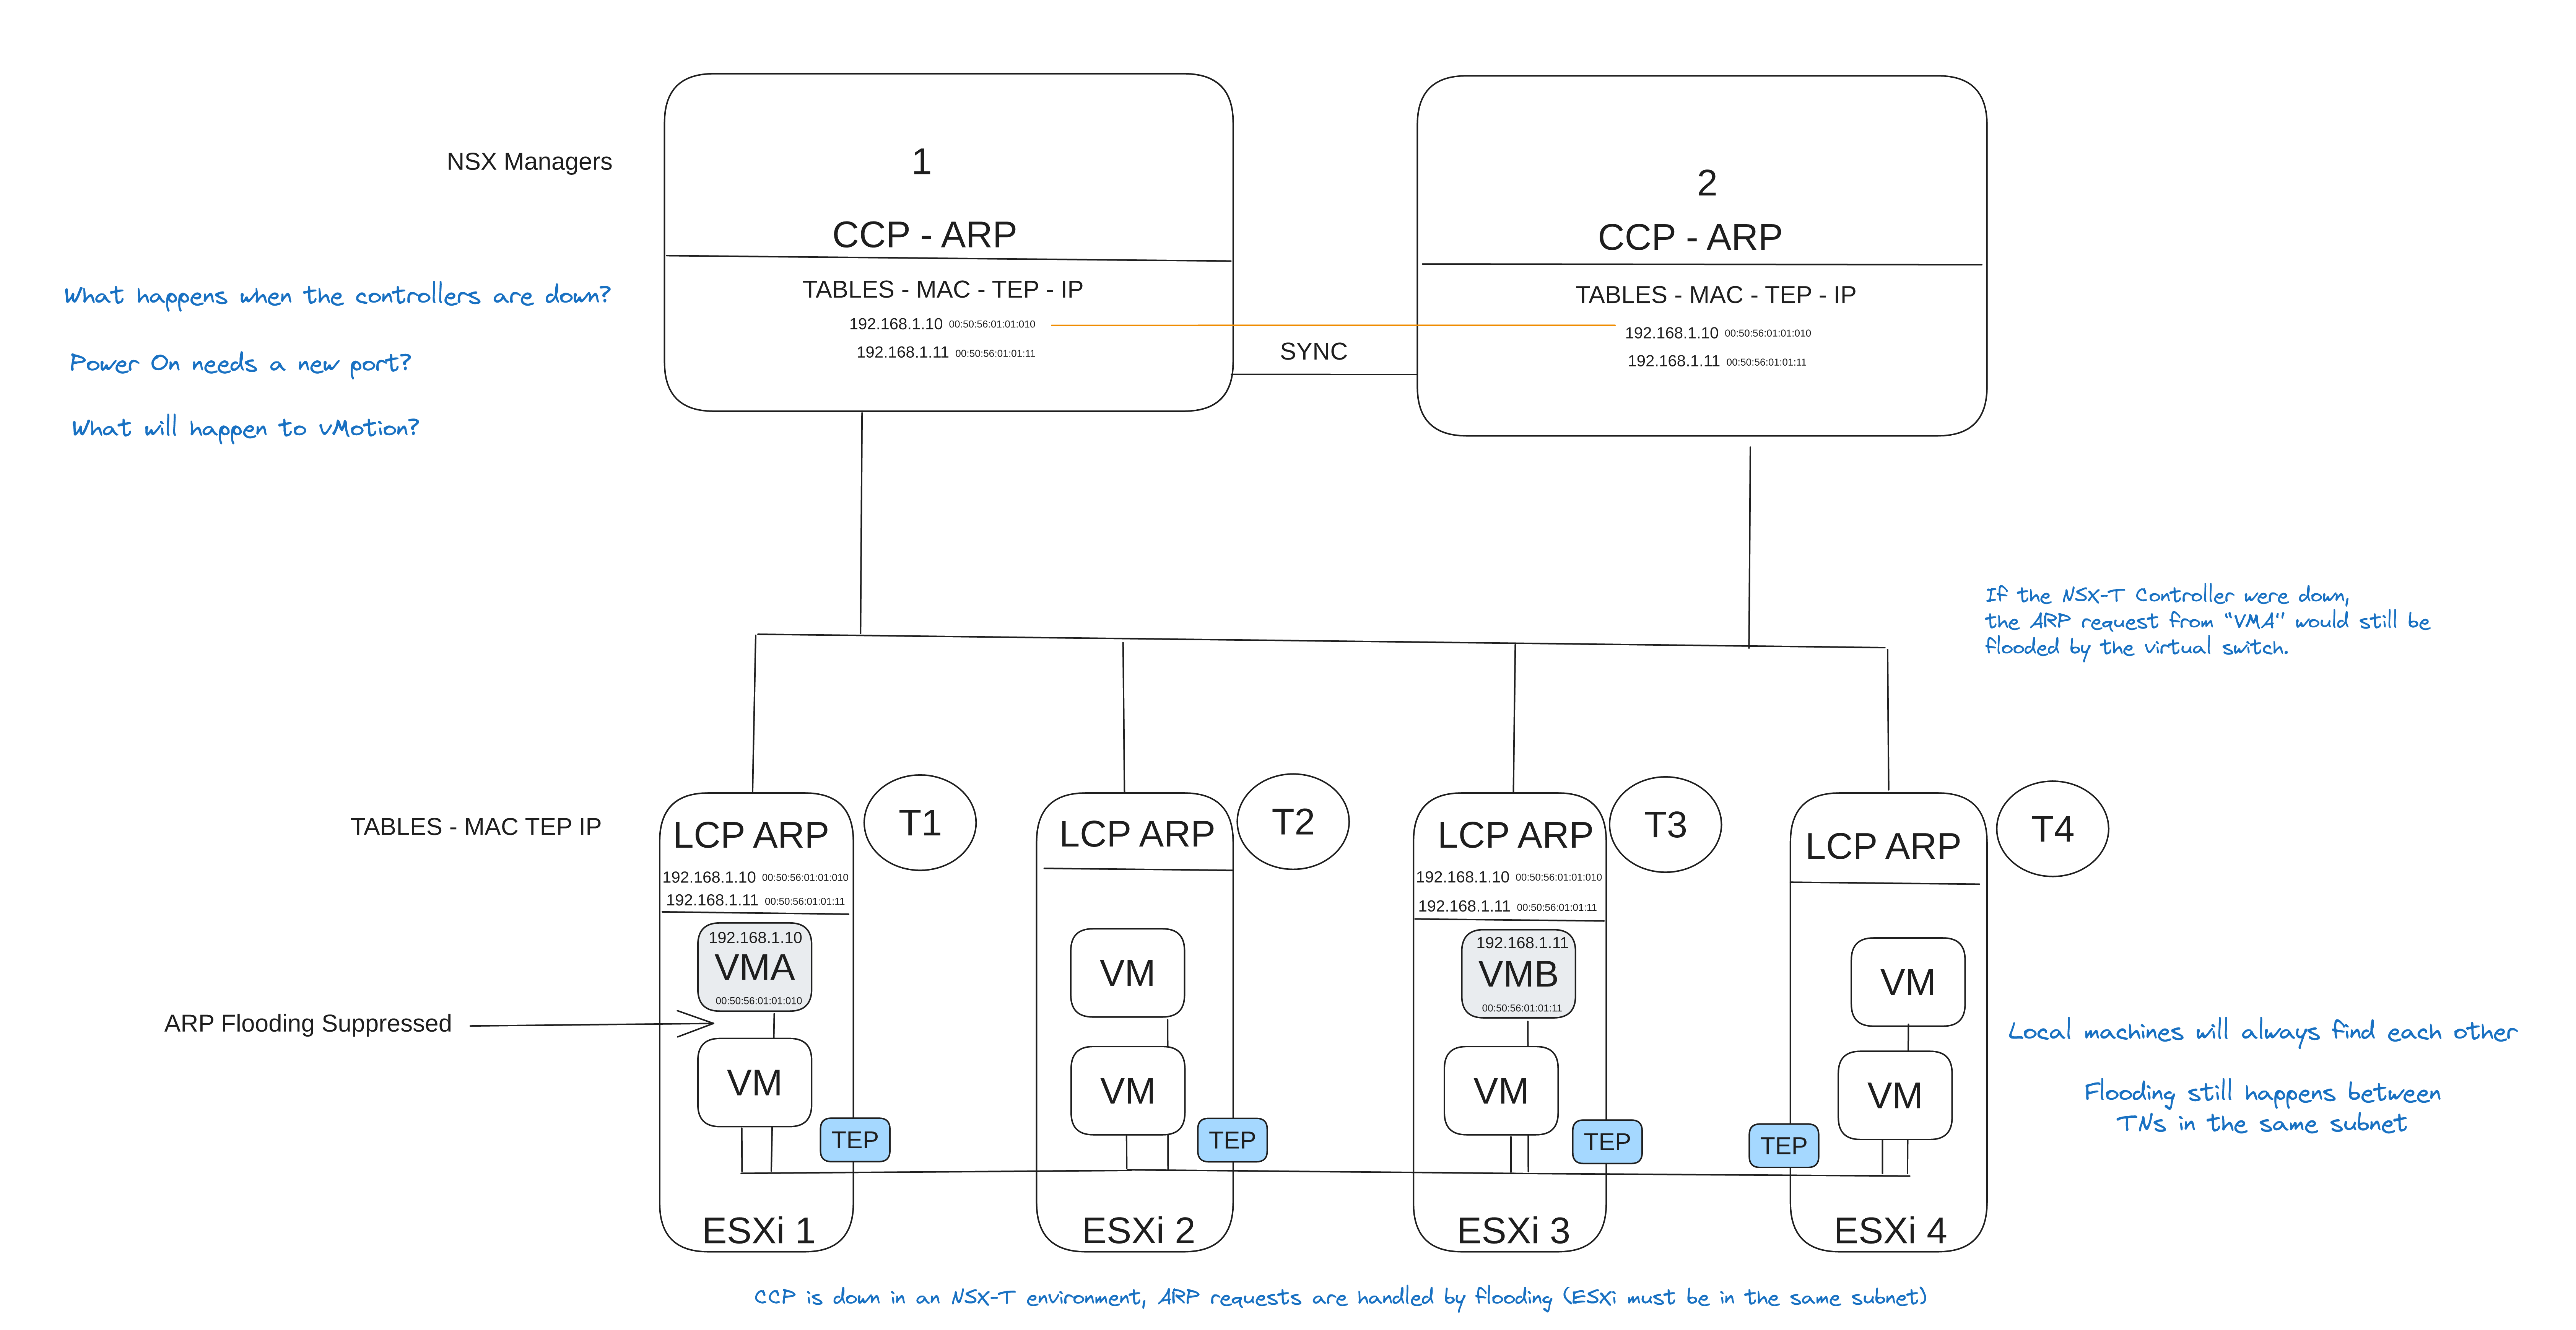 1
2
NSX Managers
CCP - ARP
CCP - ARP
TABLES - MAC - TEP - IP
TABLES - MAC - TEP - IP
192.168.1.10 00:50:56:01:01:010
192.168.1.11 00:50:56:01:01:11
SYNC
192.168.1.10 00:50:56:01:01:010
192.168.1.11 00:50:56:01:01:11
What happens when the controllers are down?
Power On needs a new port?
What will happen to vMotion?
If the NSX-T Controller were down,
the ARP request from "VMA" would still be
flooded by the virtual switch.
TABLES - MAC TEP IP
LCP ARP
T1
192.168.1.10 00:50:56:01:01:010
192.168.1.11 00:50:56:01:01:11
192.168.1.10
VMA
00:50:56:01:01:010
ARP Flooding Suppressed
VM
TEP
ESXi 1
LCP ARP
T2
VM
VM
TEP
ESXi 2
LCP ARP
T3
192.168.1.10 00:50:56:01:01:010
192.168.1.11 00:50:56:01:01:11
192.168.1.11
VMB
00:50:56:01:01:11
VM
TEP
ESXi 3
LCP ARP
T4
VM
VM
TEP
ESXi 4
Local machines will always find each other
Flooding still happens between
TNs in the same subnet
CCP is down in an NSX-T environment, ARP requests are handled by flooding (ESXi must be in the same subnet)